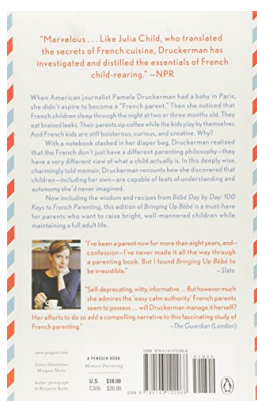 "Marvelous . . . Like Julia Child, who translated
the secrets of French cuisine, Druckerman has
investigated and distilled the essentials of French
child-rearing." —NPR
When American journalist Pamela Druckerman had a baby in Paris,
she didn't aspire to become a "French parent." Then she noticed that
French children sleep through the night at two or three months old. They
eat braised leeks. Their parents sip coffee while the kids play by themselves.
And French kids are still boisterous, curious, and creative. Why?
With a notebook stashed in her diaper bag, Druckerman realized
that the French don't just have a different parenting philosophy—they
have a very different view of what a child actually is. In this deeply wise,
charmingly told memoir, Druckerman recounts how she discovered that
children—including her own—are capable of feats of understanding and
autonomy she'd never imagined.
Now including the wisdom and recipes from Bébé Day by Day: 100
Keys to French Parenting, this edition of Bringing Up Bébé is a must-have
for parents who want to raise bright, well-mannered children while
maintaining a full adult life.
"I've been a parent now for more than eight years, and—
confession—I've never made it all the way through
a parenting book. But I found Bringing Up Bébé to
be irresistible." —Slate
"Self-deprecating, witty, informative . . . But however much
she admires the 'easy calm authority' French parents
seem to possess . . . will Druckerman manage it herself?
Her efforts to do so add a compelling narrative to this fascinating study of
French parenting." —The Guardian (London)
www.penguin.com
Cover illustration:
Margaux Motin
Author photograph:
© Benjamin Barda
A PENGUIN BOOK
Memoir/Parenting
U.S. $18.00
CAN $20.00